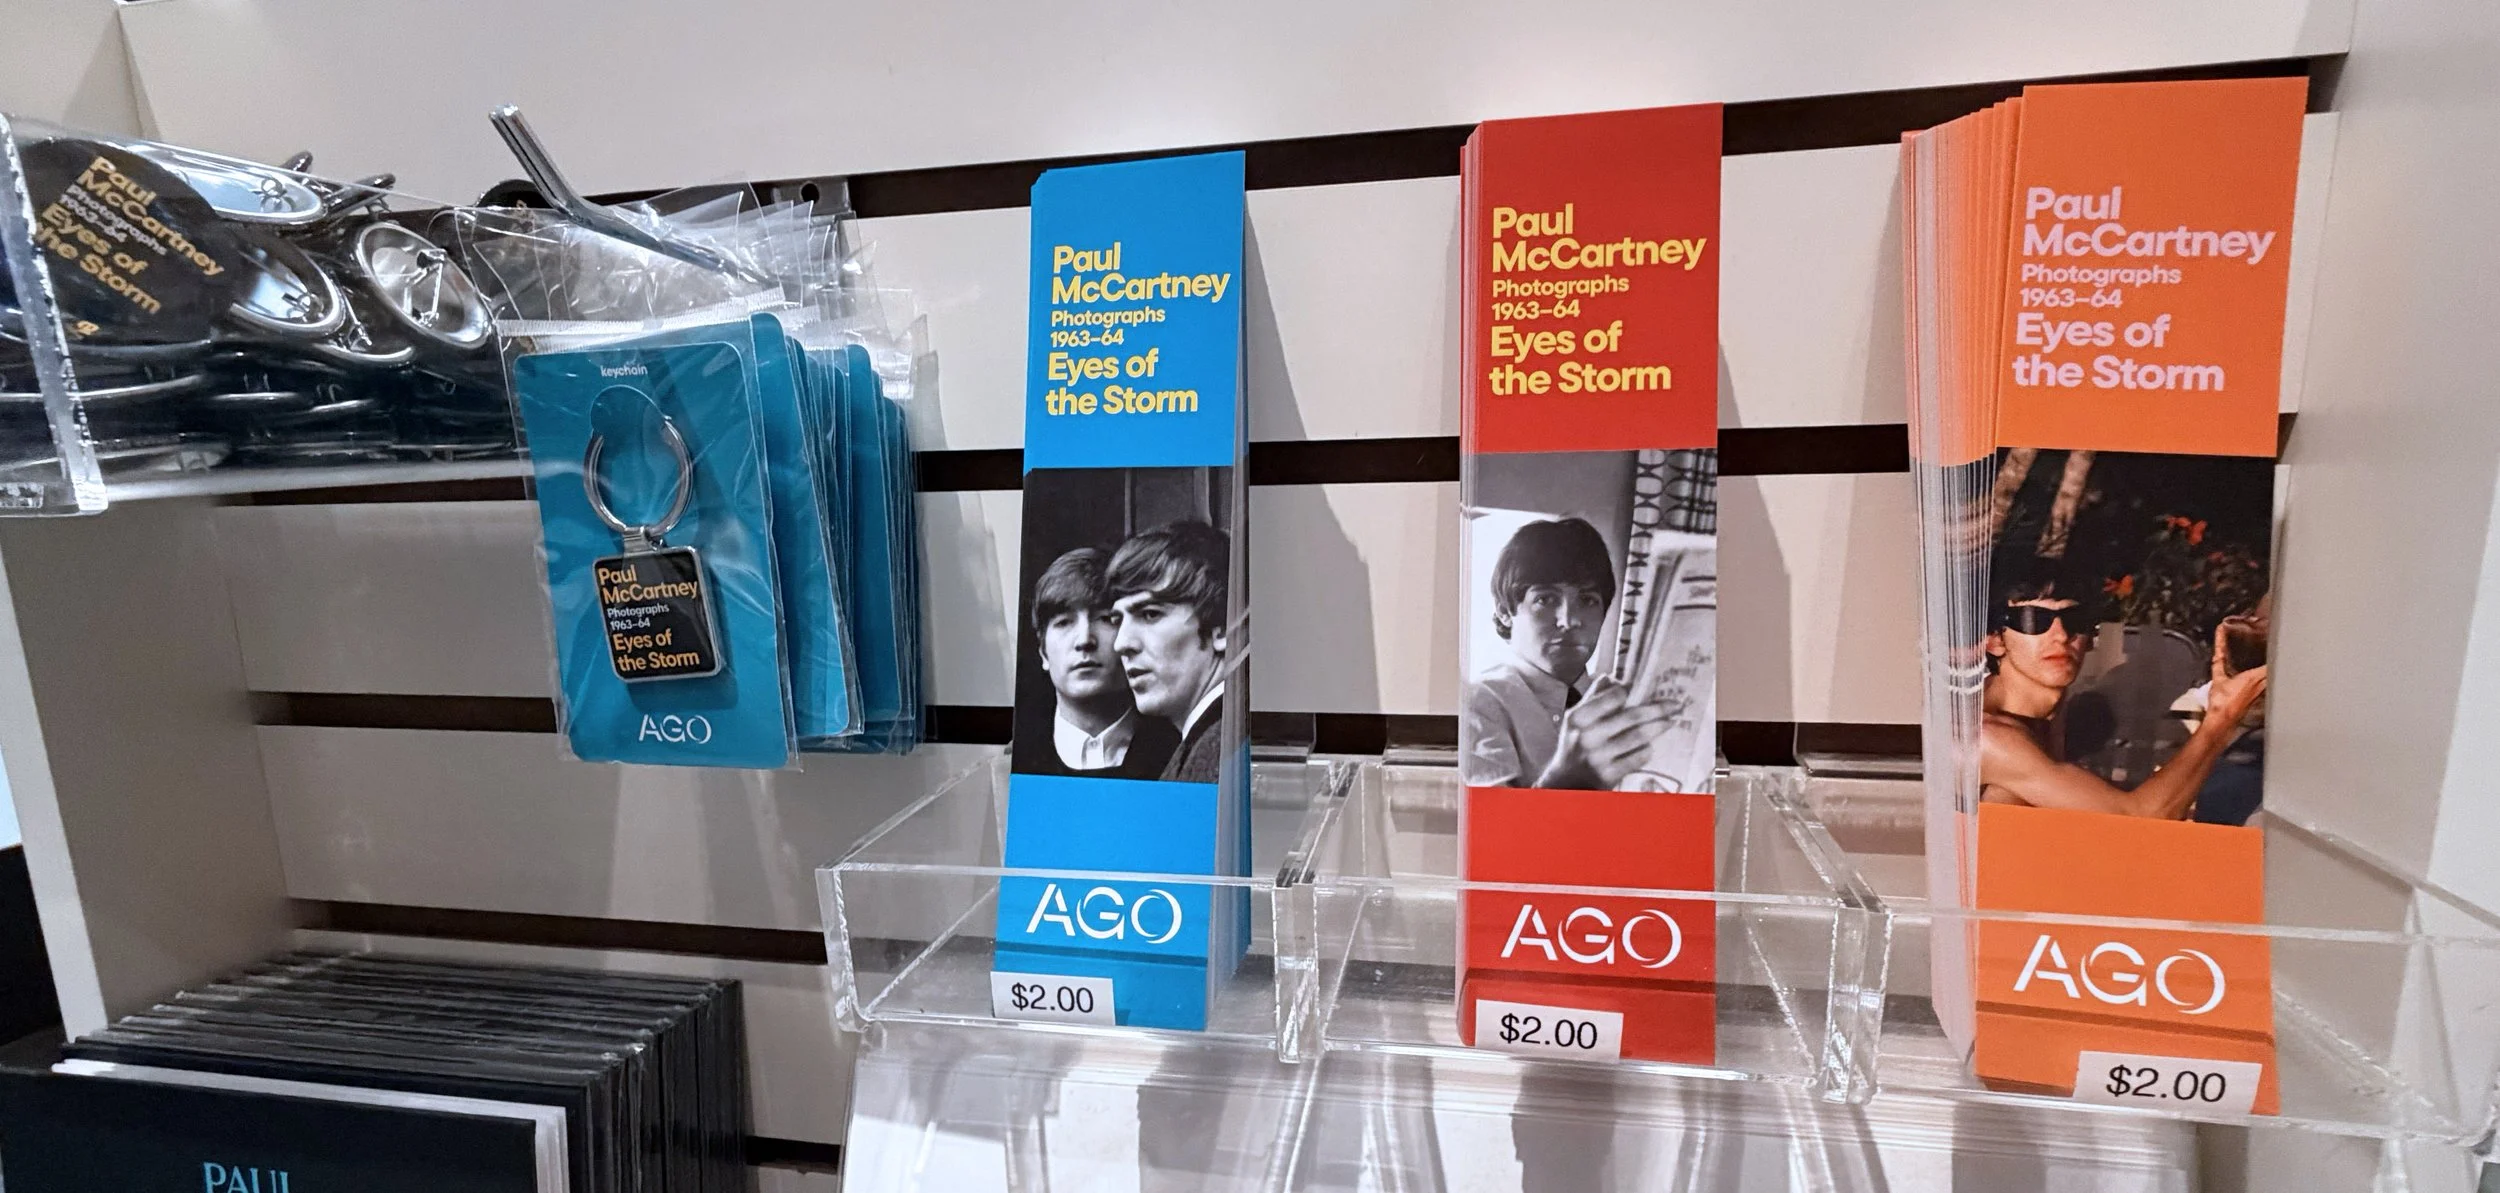 Paul
McCartney
Photographs
1963–64
Eyes of
the Storm
keychain
Paul
McCartney
Photographs
1963–64
Eyes of
the Storm
AGO
PAUL
Paul
McCartney
Photographs
1963–64
Eyes of
the Storm
AGO
$2.00
Paul
McCartney
Photographs
1963–64
Eyes of
the Storm
AGO
$2.00
Paul
McCartney
Photographs
1963–64
Eyes of
the Storm
AGO
$2.00